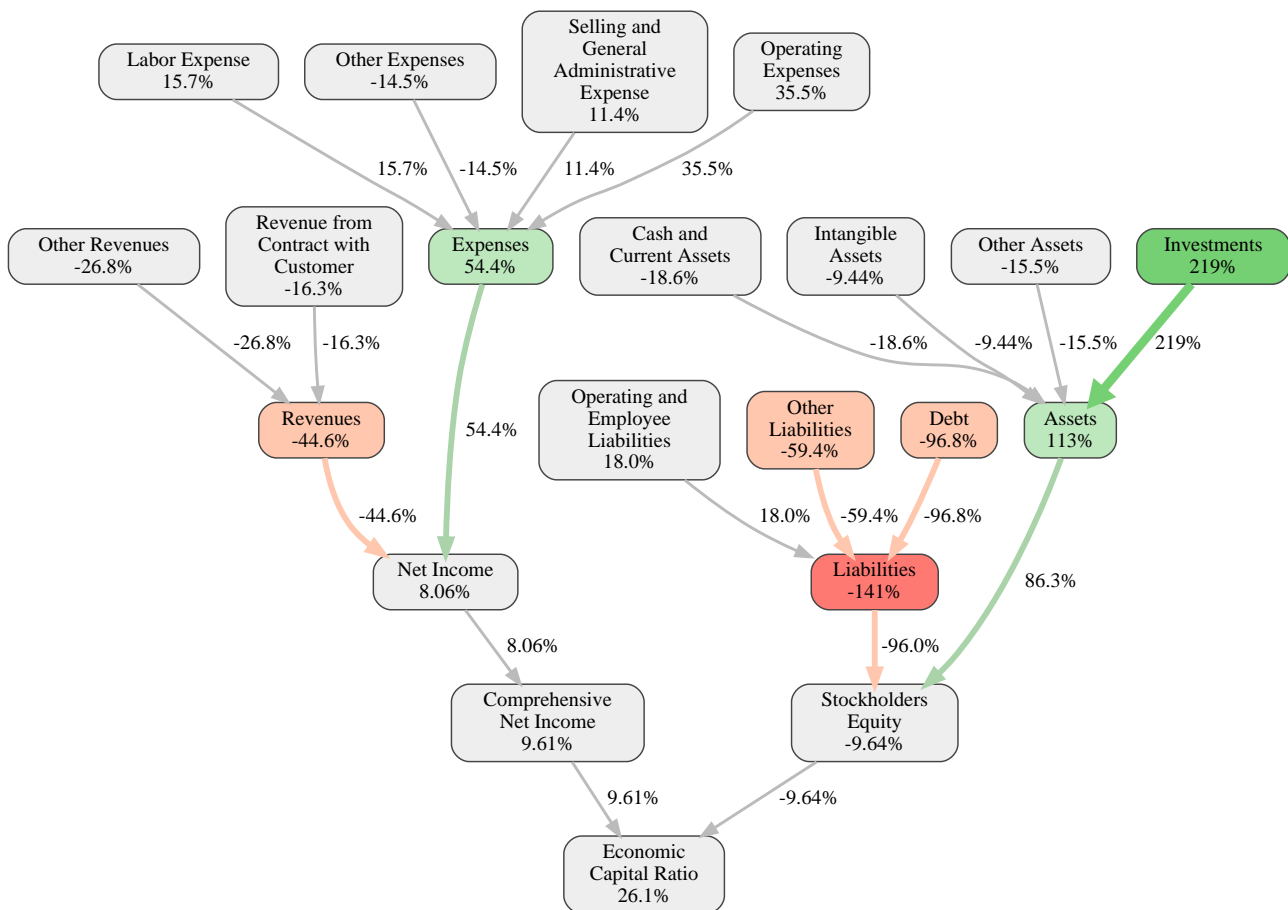 Labor Expense
15.7%
Other Expenses
-14.5%
Selling and
General
Administrative
Expense
11.4%
Operating
Expenses
35.5%
15.7%
-14.5%
11.4%
35.5%
Other Revenues
-26.8%
Revenue from
Contract with
Customer
-16.3%
Expenses
54.4%
Cash and
Current Assets
-18.6%
Intangible
Assets
-9.44%
Other Assets
-15.5%
Investments
219%
-26.8%
-16.3%
-18.6%
-9.44%
-15.5%
219%
Revenues
-44.6%
54.4%
Operating and
Employee
Liabilities
18.0%
Other
Liabilities
-59.4%
Debt
-96.8%
Assets
113%
-44.6%
18.0%
-59.4%
-96.8%
Net Income
8.06%
Liabilities
-141%
86.3%
8.06%
-96.0%
Comprehensive
Net Income
9.61%
Stockholders
Equity
-9.64%
9.61%
-9.64%
Economic
Capital Ratio
26.1%